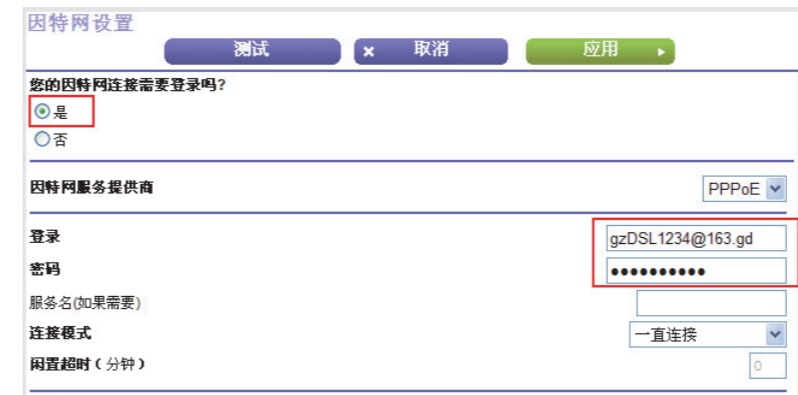 因特网设置
测试 × 取消 应用
您的因特网连接需要登录吗?
是
否
因特网服务提供商 PPPoE
登录 gzDSL1234@163.gd
密码 ••••••••••
服务名(如果需要)
连接模式 一直连接
闲置超时(分钟) 0